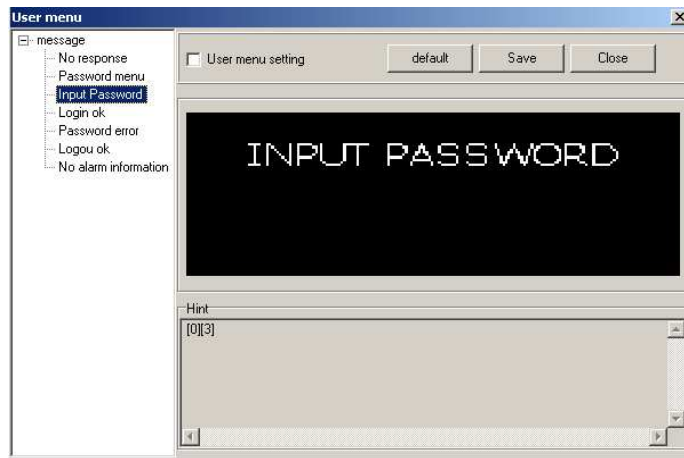 User menu
message
No response
Password menu
Input Password
Login ok
Password error
Logou ok
No alarm information
User menu setting
default
Save
Close
INPUT PASSWORD
Hint
[0][3]